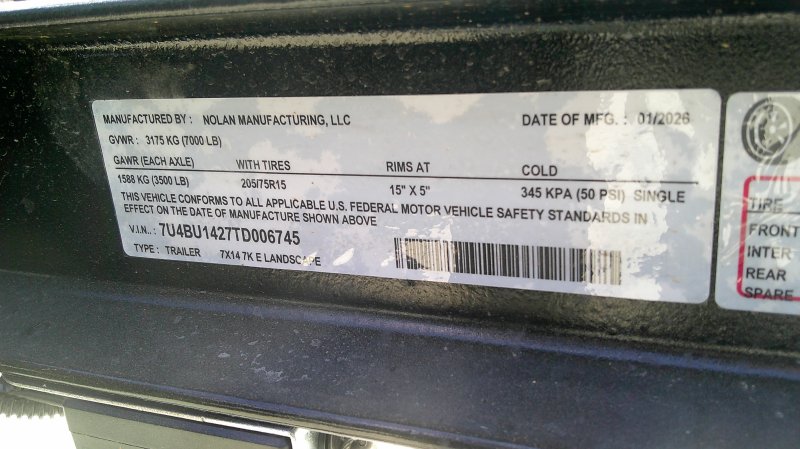 MANUFACTURED BY : NOLAN MANUFACTURING, LLC DATE OF MFG. : 01/2026
GVWR : 3175 KG (7000 LB)
GAWR (EACH AXLE) WITH TIRES RIMS AT COLD
1588 KG (3500 LB) 205/75R15 15" X 5" 345 KPA (50 PSI) SINGLE
THIS VEHICLE CONFORMS TO ALL APPLICABLE U.S. FEDERAL MOTOR VEHICLE SAFETY STANDARDS IN
EFFECT ON THE DATE OF MANUFACTURE SHOWN ABOVE
V.I.N.. : 7U4BU1427TD006745
TYPE : TRAILER 7X14 7K E LANDSCAPE
TIRE
FRONT
INTER
REAR
SPARE